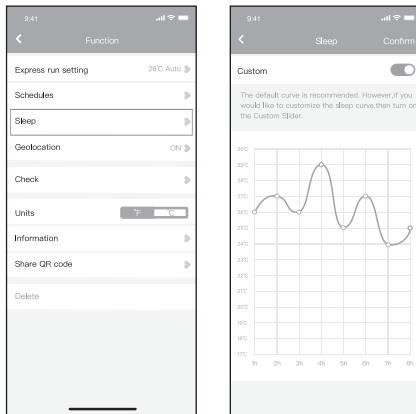 9:41
Function
Express run setting 26°C Auto
Schedules
Sleep
Geolocation ON
Check
Units °F °C
Information
Share QR code
Delete
9:41
Sleep Confirm
Custom
The default curve is recommended. However,if you
would like to customize the sleep curve.then turn on
the Custom Slider.
30°C
29°C
28°C
27°C
26°C
25°C
24°C
23°C
22°C
21°C
20°C
19°C
18°C
17°C
1h 2h 3h 4h 5h 6h 7h 8h